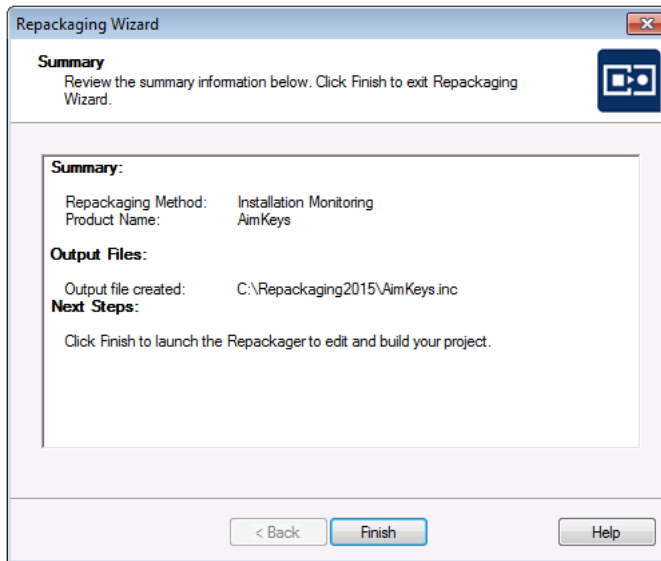 Repackaging Wizard
Summary
Review the summary information below. Click Finish to exit Repackaging
Wizard.
Summary:
Repackaging Method: Installation Monitoring
Product Name: AimKeys
Output Files:
Output file created: C:\Repackaging2015\AimKeys.inc
Next Steps:
Click Finish to launch the Repackager to edit and build your project.
< Back Finish Help